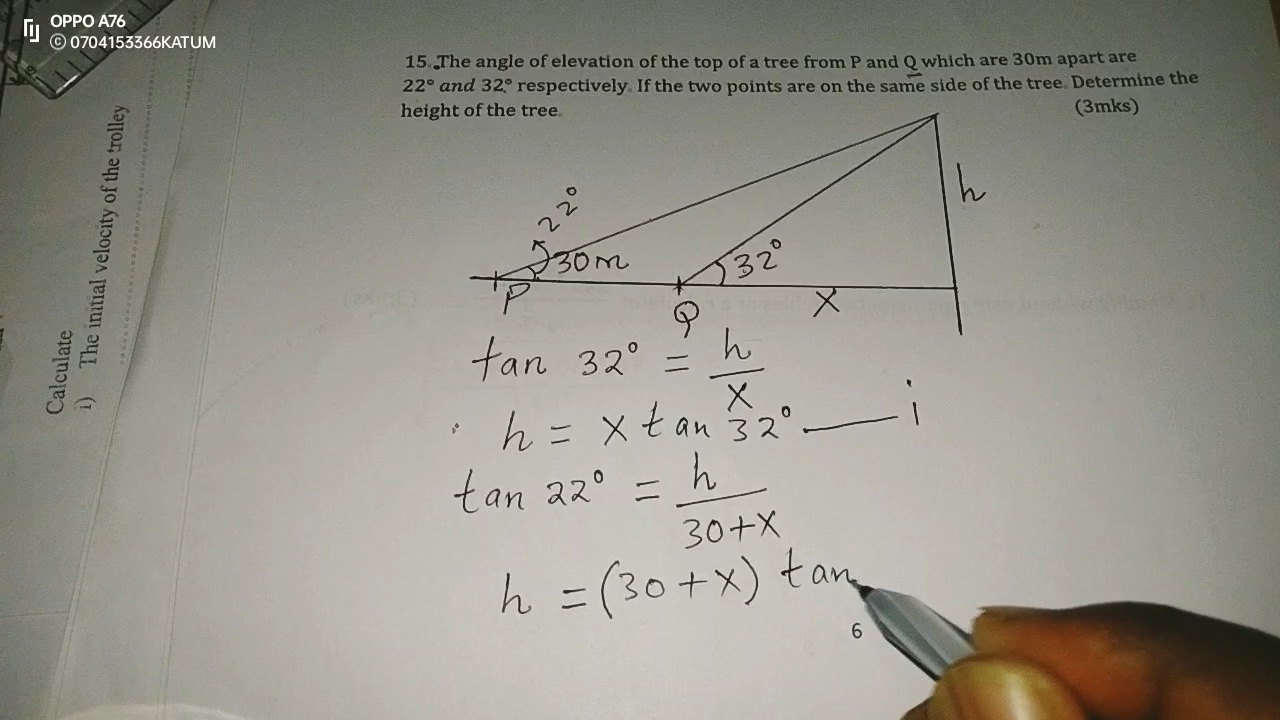 OPPO A76
© 0704153366KATUM
Calculate
i) The initial velocity of the trolley
15. The angle of elevation of the top of a tree from P and Q which are 30m apart are
22° and 32° respectively. If the two points are on the same side of the tree. Determine the
height of the tree. (3mks)
22°
h
30m
32°
P
Q
x
tan 32° = h/x
h = x tan 32° — i
tan 22° = h/30+x
h = (30+x) tan
6